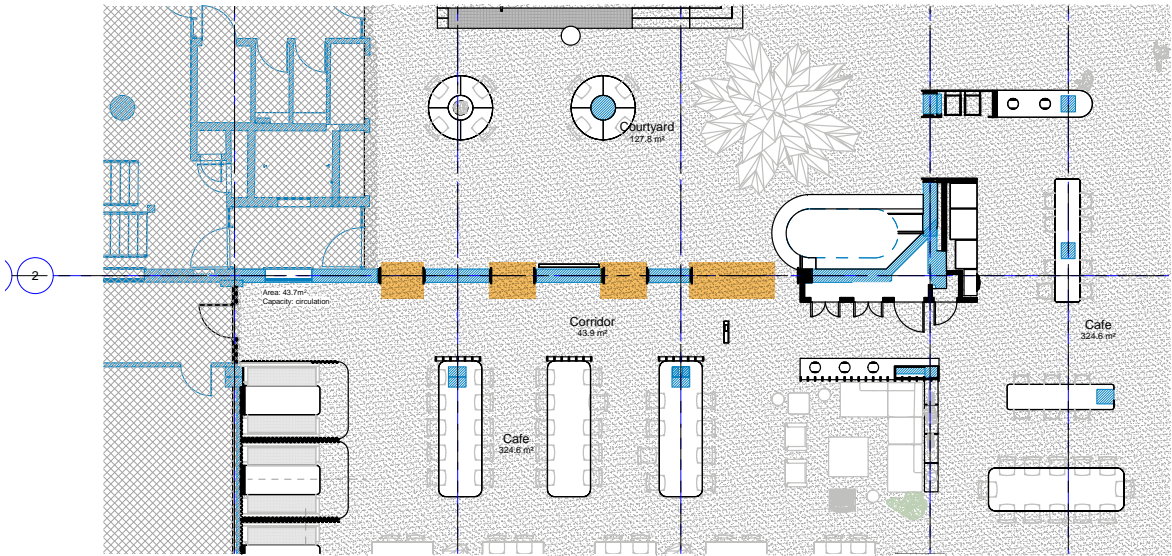 Courtyard
127.8 m²
2
Area: 43.7m²
Capacity: circulation
Corridor
43.9 m²
Cafe
324.6 m²
Cafe
324.6 m²